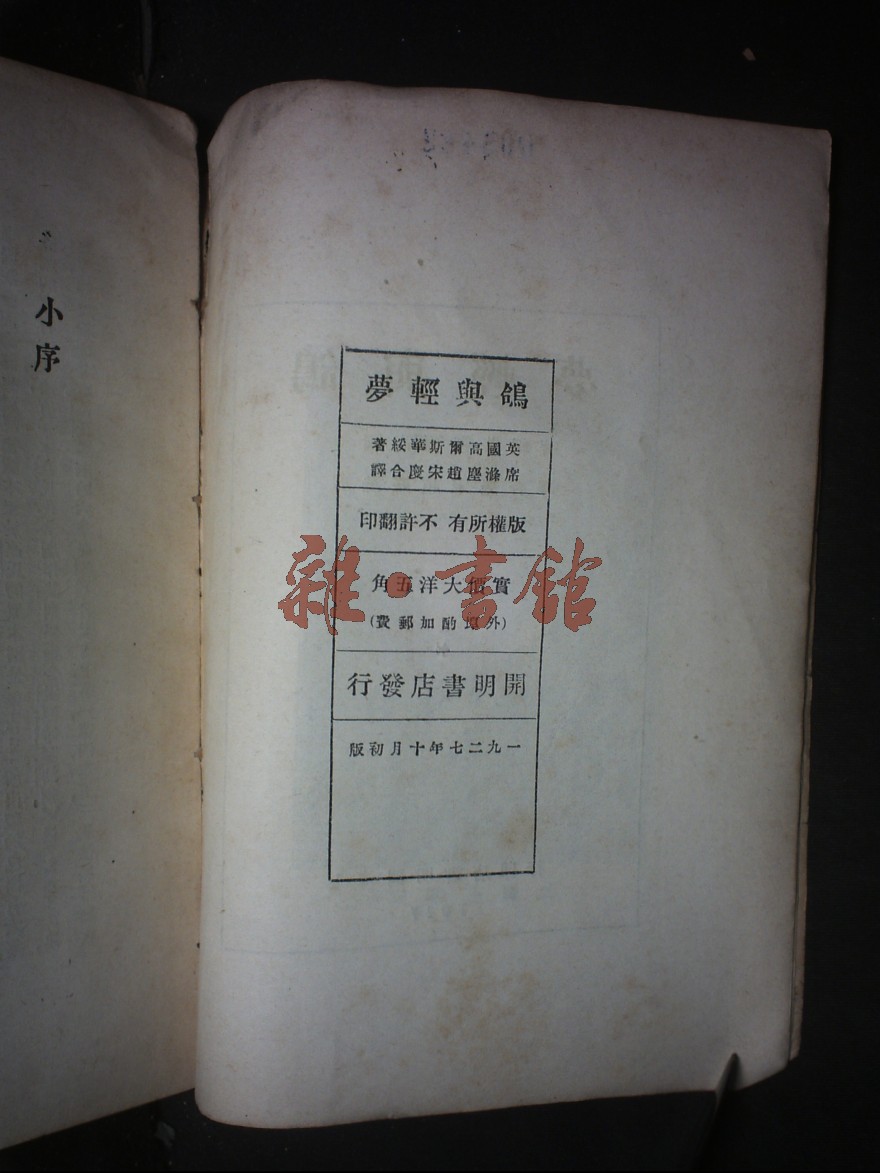 鴿與輕夢
英國高爾斯華綏著
席滌塵趙宋慶合譯
版權所有 不許翻印
實價大洋五角
(外埠酌加郵費)
開明書店發行
一九二七年十月初版
小序
雜·書館